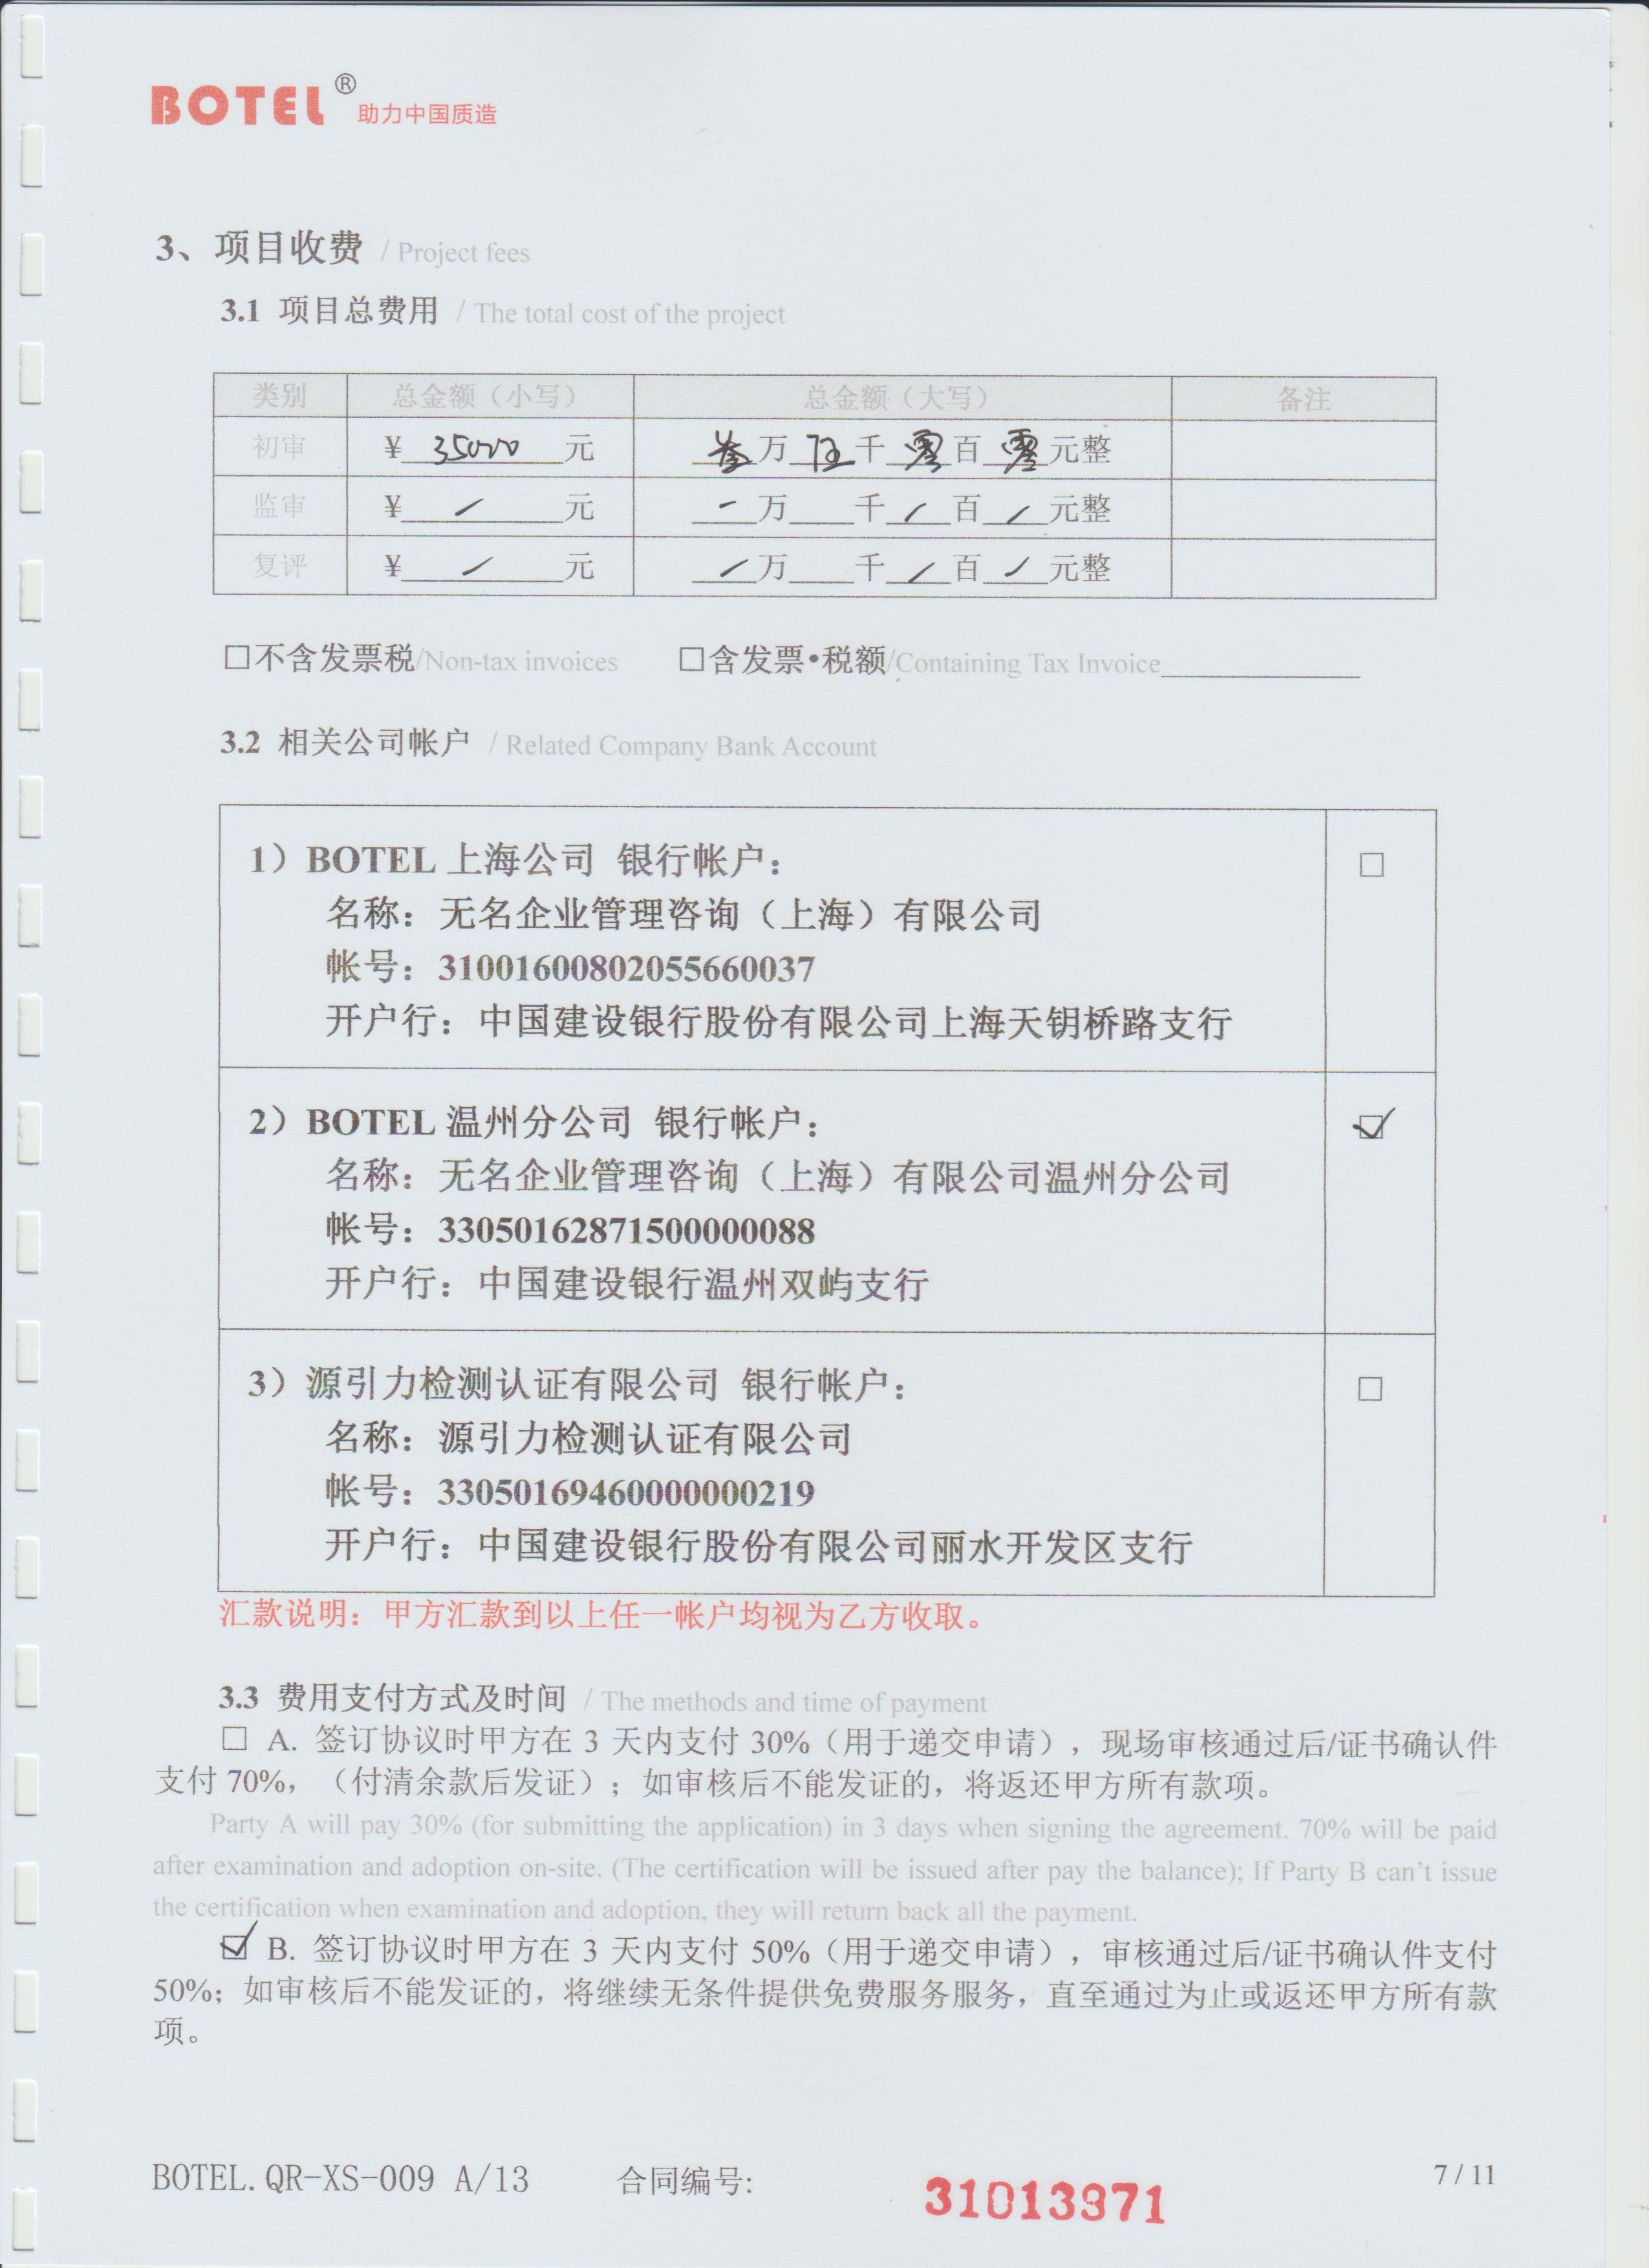 BOTEL® 助力中国质造
3、项目收费 / Project fees
3.1 项目总费用 / The total cost of the project
类别 总金额（小写） 总金额（大写） 备注
初审 ¥ 35000 元 叁万伍千零百零元整
监审 ¥ / 元 一万 千/百/元整
复评 ¥ / 元 /万 千/百/元整
□不含发票税/Non-tax invoices □含发票•税额/Containing Tax Invoice
3.2 相关公司帐户 / Related Company Bank Account
1）BOTEL 上海公司 银行帐户： □
名称：无名企业管理咨询（上海）有限公司
帐号：31001600802055660037
开户行：中国建设银行股份有限公司上海天钥桥路支行
2）BOTEL 温州分公司 银行帐户： ☑
名称：无名企业管理咨询（上海）有限公司温州分公司
帐号：33050162871500000088
开户行：中国建设银行温州双屿支行
3）源引力检测认证有限公司 银行帐户： □
名称：源引力检测认证有限公司
帐号：33050169460000000219
开户行：中国建设银行股份有限公司丽水开发区支行
汇款说明：甲方汇款到以上任一帐户均视为乙方收取。
3.3 费用支付方式及时间 / The methods and time of payment
□ A. 签订协议时甲方在 3 天内支付 30%（用于递交申请），现场审核通过后/证书确认件
支付 70%，（付清余款后发证）；如审核后不能发证的，将返还甲方所有款项。
Party A will pay 30% (for submitting the application) in 3 days when signing the agreement. 70% will be paid
after examination and adoption on-site. (The certification will be issued after pay the balance); If Party B can't issue
the certification when examination and adoption, they will return back all the payment.
☑ B. 签订协议时甲方在 3 天内支付 50%（用于递交申请），审核通过后/证书确认件支付
50%；如审核后不能发证的，将继续无条件提供免费服务服务，直至通过为止或返还甲方所有款
项。
BOTEL.QR-XS-009 A/13 合同编号: 31013971 7 / 11